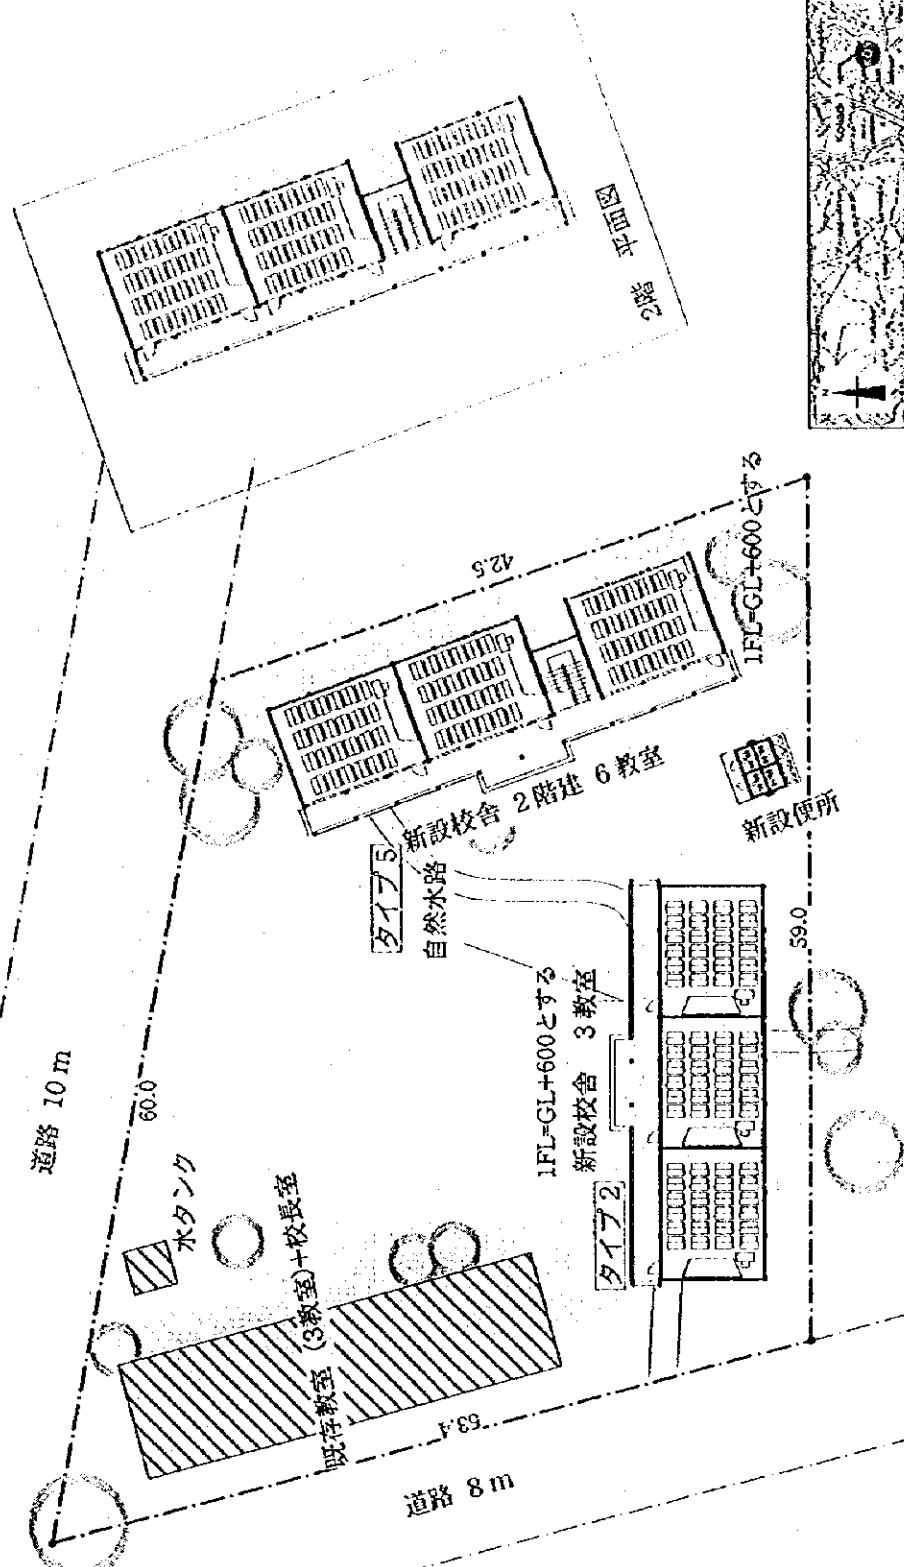 2階 平面図
道路 10 m
60.0
水タンク
既存教室 (3教室)+校長室
53.4
道路 8 m
42.5
1FL=GL+600とする
新設校舎 2階建 6教室
タイプ5
自然水路
新設便所
1FL=GL+600とする
新設校舎 3教室
タイプ2
59.0
N